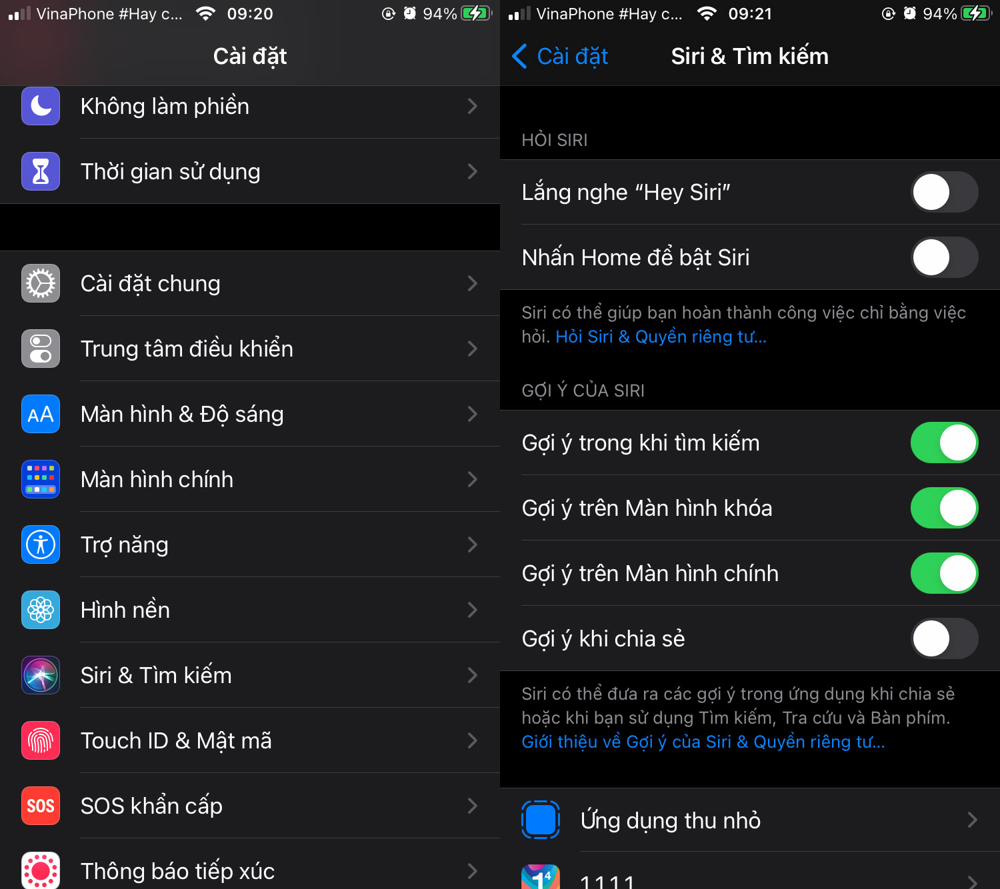 VinaPhone #Hay c... 09:20 94%
Cài đặt
Không làm phiền
Thời gian sử dụng
Cài đặt chung
Trung tâm điều khiển
AA Màn hình & Độ sáng
Màn hình chính
Trợ năng
Hình nền
Siri & Tìm kiếm
Touch ID & Mật mã
SOS SOS khẩn cấp
Thông báo tiếp xúc
VinaPhone #Hay c... 09:21 94%
Cài đặt Siri & Tìm kiếm
HỎI SIRI
Lắng nghe “Hey Siri”
Nhấn Home để bật Siri
Siri có thể giúp bạn hoàn thành công việc chỉ bằng việc
hỏi. Hỏi Siri & Quyền riêng tư...
GỢI Ý CỦA SIRI
Gợi ý trong khi tìm kiếm
Gợi ý trên Màn hình khóa
Gợi ý trên Màn hình chính
Gợi ý khi chia sẻ
Siri có thể đưa ra các gợi ý trong ứng dụng khi chia sẻ
hoặc khi bạn sử dụng Tìm kiếm, Tra cứu và Bàn phím.
Giới thiệu về Gợi ý của Siri & Quyền riêng tư...
Ứng dụng thu nhỏ
1⁴ 1111